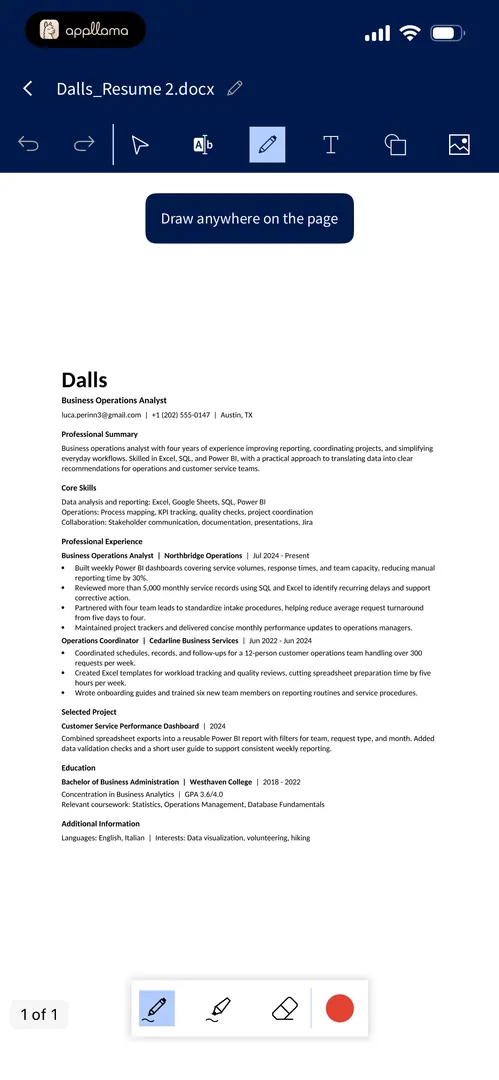 appllama
Dalls_Resume 2.docx
Ab
T
Draw anywhere on the page
Dalls
Business Operations Analyst
luca.perinn3@gmail.com | +1 (202) 555-0147 | Austin, TX
Professional Summary
Business operations analyst with four years of experience improving reporting, coordinating projects, and simplifying
everyday workflows. Skilled in Excel, SQL, and Power BI, with a practical approach to translating data into clear
recommendations for operations and customer service teams.
Core Skills
Data analysis and reporting: Excel, Google Sheets, SQL, Power BI
Operations: Process mapping, KPI tracking, quality checks, project coordination
Collaboration: Stakeholder communication, documentation, presentations, Jira
Professional Experience
Business Operations Analyst | Northbridge Operations | Jul 2024 - Present
• Built weekly Power BI dashboards covering service volumes, response times, and team capacity, reducing manual
reporting time by 30%.
• Reviewed more than 5,000 monthly service records using SQL and Excel to identify recurring delays and support
corrective action.
• Partnered with four team leads to standardize intake procedures, helping reduce average request turnaround
from five days to four.
• Maintained project trackers and delivered concise monthly performance updates to operations managers.
Operations Coordinator | Cedarline Business Services | Jun 2022 - Jun 2024
• Coordinated schedules, records, and follow-ups for a 12-person customer operations team handling over 300
requests per week.
• Created Excel templates for workload tracking and quality reviews, cutting spreadsheet preparation time by five
hours per week.
• Wrote onboarding guides and trained six new team members on reporting routines and service procedures.
Selected Project
Customer Service Performance Dashboard | 2024
Combined spreadsheet exports into a reusable Power BI report with filters for team, request type, and month. Added
data validation checks and a short user guide to support consistent weekly reporting.
Education
Bachelor of Business Administration | Westhaven College | 2018 - 2022
Concentration in Business Analytics | GPA 3.6/4.0
Relevant coursework: Statistics, Operations Management, Database Fundamentals
Additional Information
Languages: English, Italian | Interests: Data visualization, volunteering, hiking
1 of 1